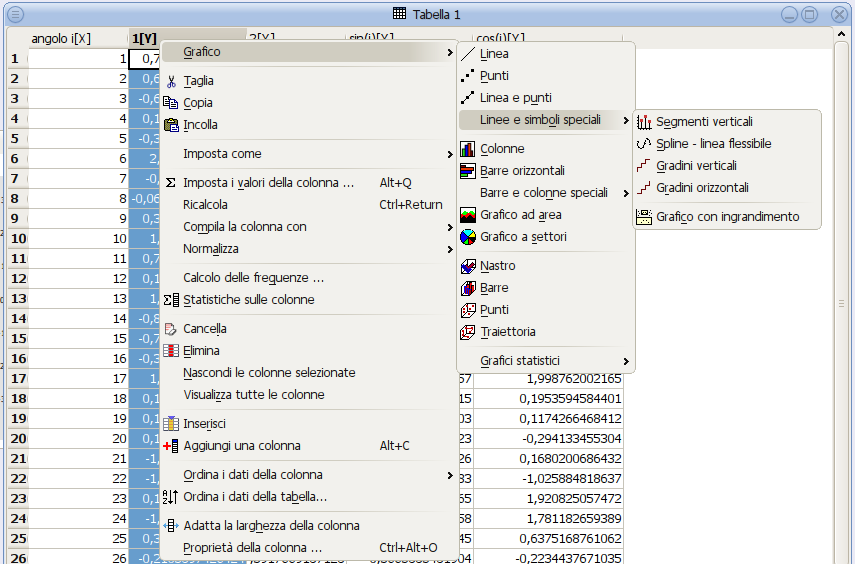 Tabella 1
angolo i[X] 1[Y] 2[Y] sin(i)[Y] cos(i)[Y]
Grafico
Taglia
Copia
Incolla
Imposta come
Imposta i valori della colonna ... Alt+Q
Ricalcola Ctrl+Return
Compila la colonna con
Normalizza
Calcolo delle frequenze ...
Statistiche sulle colonne
Cancella
Elimina
Nascondi le colonne selezionate
Visualizza tutte le colonne
Inserisci
Aggiungi una colonna Alt+C
Ordina i dati della colonna
Ordina i dati della tabella...
Adatta la larghezza della colonna
Proprietà della colonna ... Ctrl+Alt+O
Linea
Punti
Linea e punti
Linee e simboli speciali
Colonne
Barre orizzontali
Barre e colonne speciali
Grafico ad area
Grafico a settori
Nastro
Barre
Punti
Traiettoria
Grafici statistici
Segmenti verticali
Spline - linea flessibile
Gradini verticali
Gradini orizzontali
Grafico con ingrandimento
1 1 0,7
2 2 0,6
3 3 -0,6
4 4 0,1
5 5 -0,3
6 6 2,
7 7 -0,
8 8 -0,06
9 9 0,3
10 10 1,
11 11 0,7
12 12 0,1
13 13 1,
14 14 -0,8
15 15 -0,7
16 16 -0,3
17 17 1, 57 1,998762002165
18 18 0,1 15 0,1953594584401
19 19 0,1 03 0,1174266468412
20 20 0,1 23 -0,294133455304
21 21 -1, 42 0,1680200686432
22 22 -1, 33 -1,025884818637
23 23 0,1 65 1,920825057472
24 24 -1, 58 1,781182659389
25 25 0,3 45 0,6375168761062
26 26 -0,2234437671035